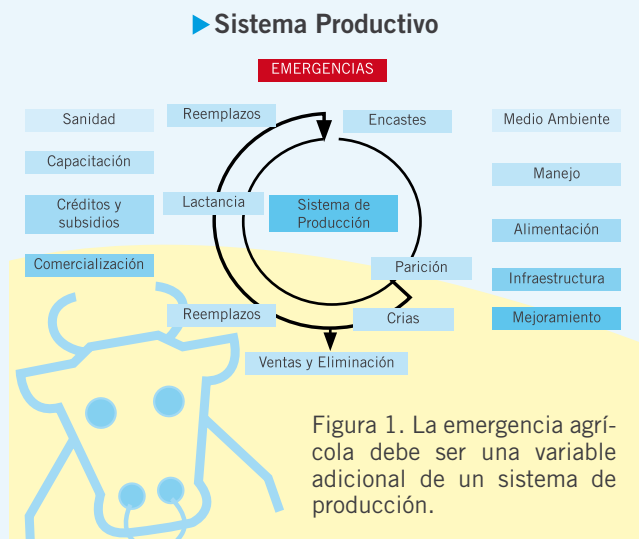 Sistema Productivo
EMERGENCIAS
Sanidad
Reemplazos
Encastes
Medio Ambiente
Capacitación
Manejo
Créditos y
subsidios
Lactancia
Sistema de
Producción
Alimentación
Comercialización
Parición
Infraestructura
Reemplazos
Crias
Mejoramiento
Ventas y Eliminación
Figura 1. La emergencia agrí-
cola debe ser una variable
adicional de un sistema de
producción.